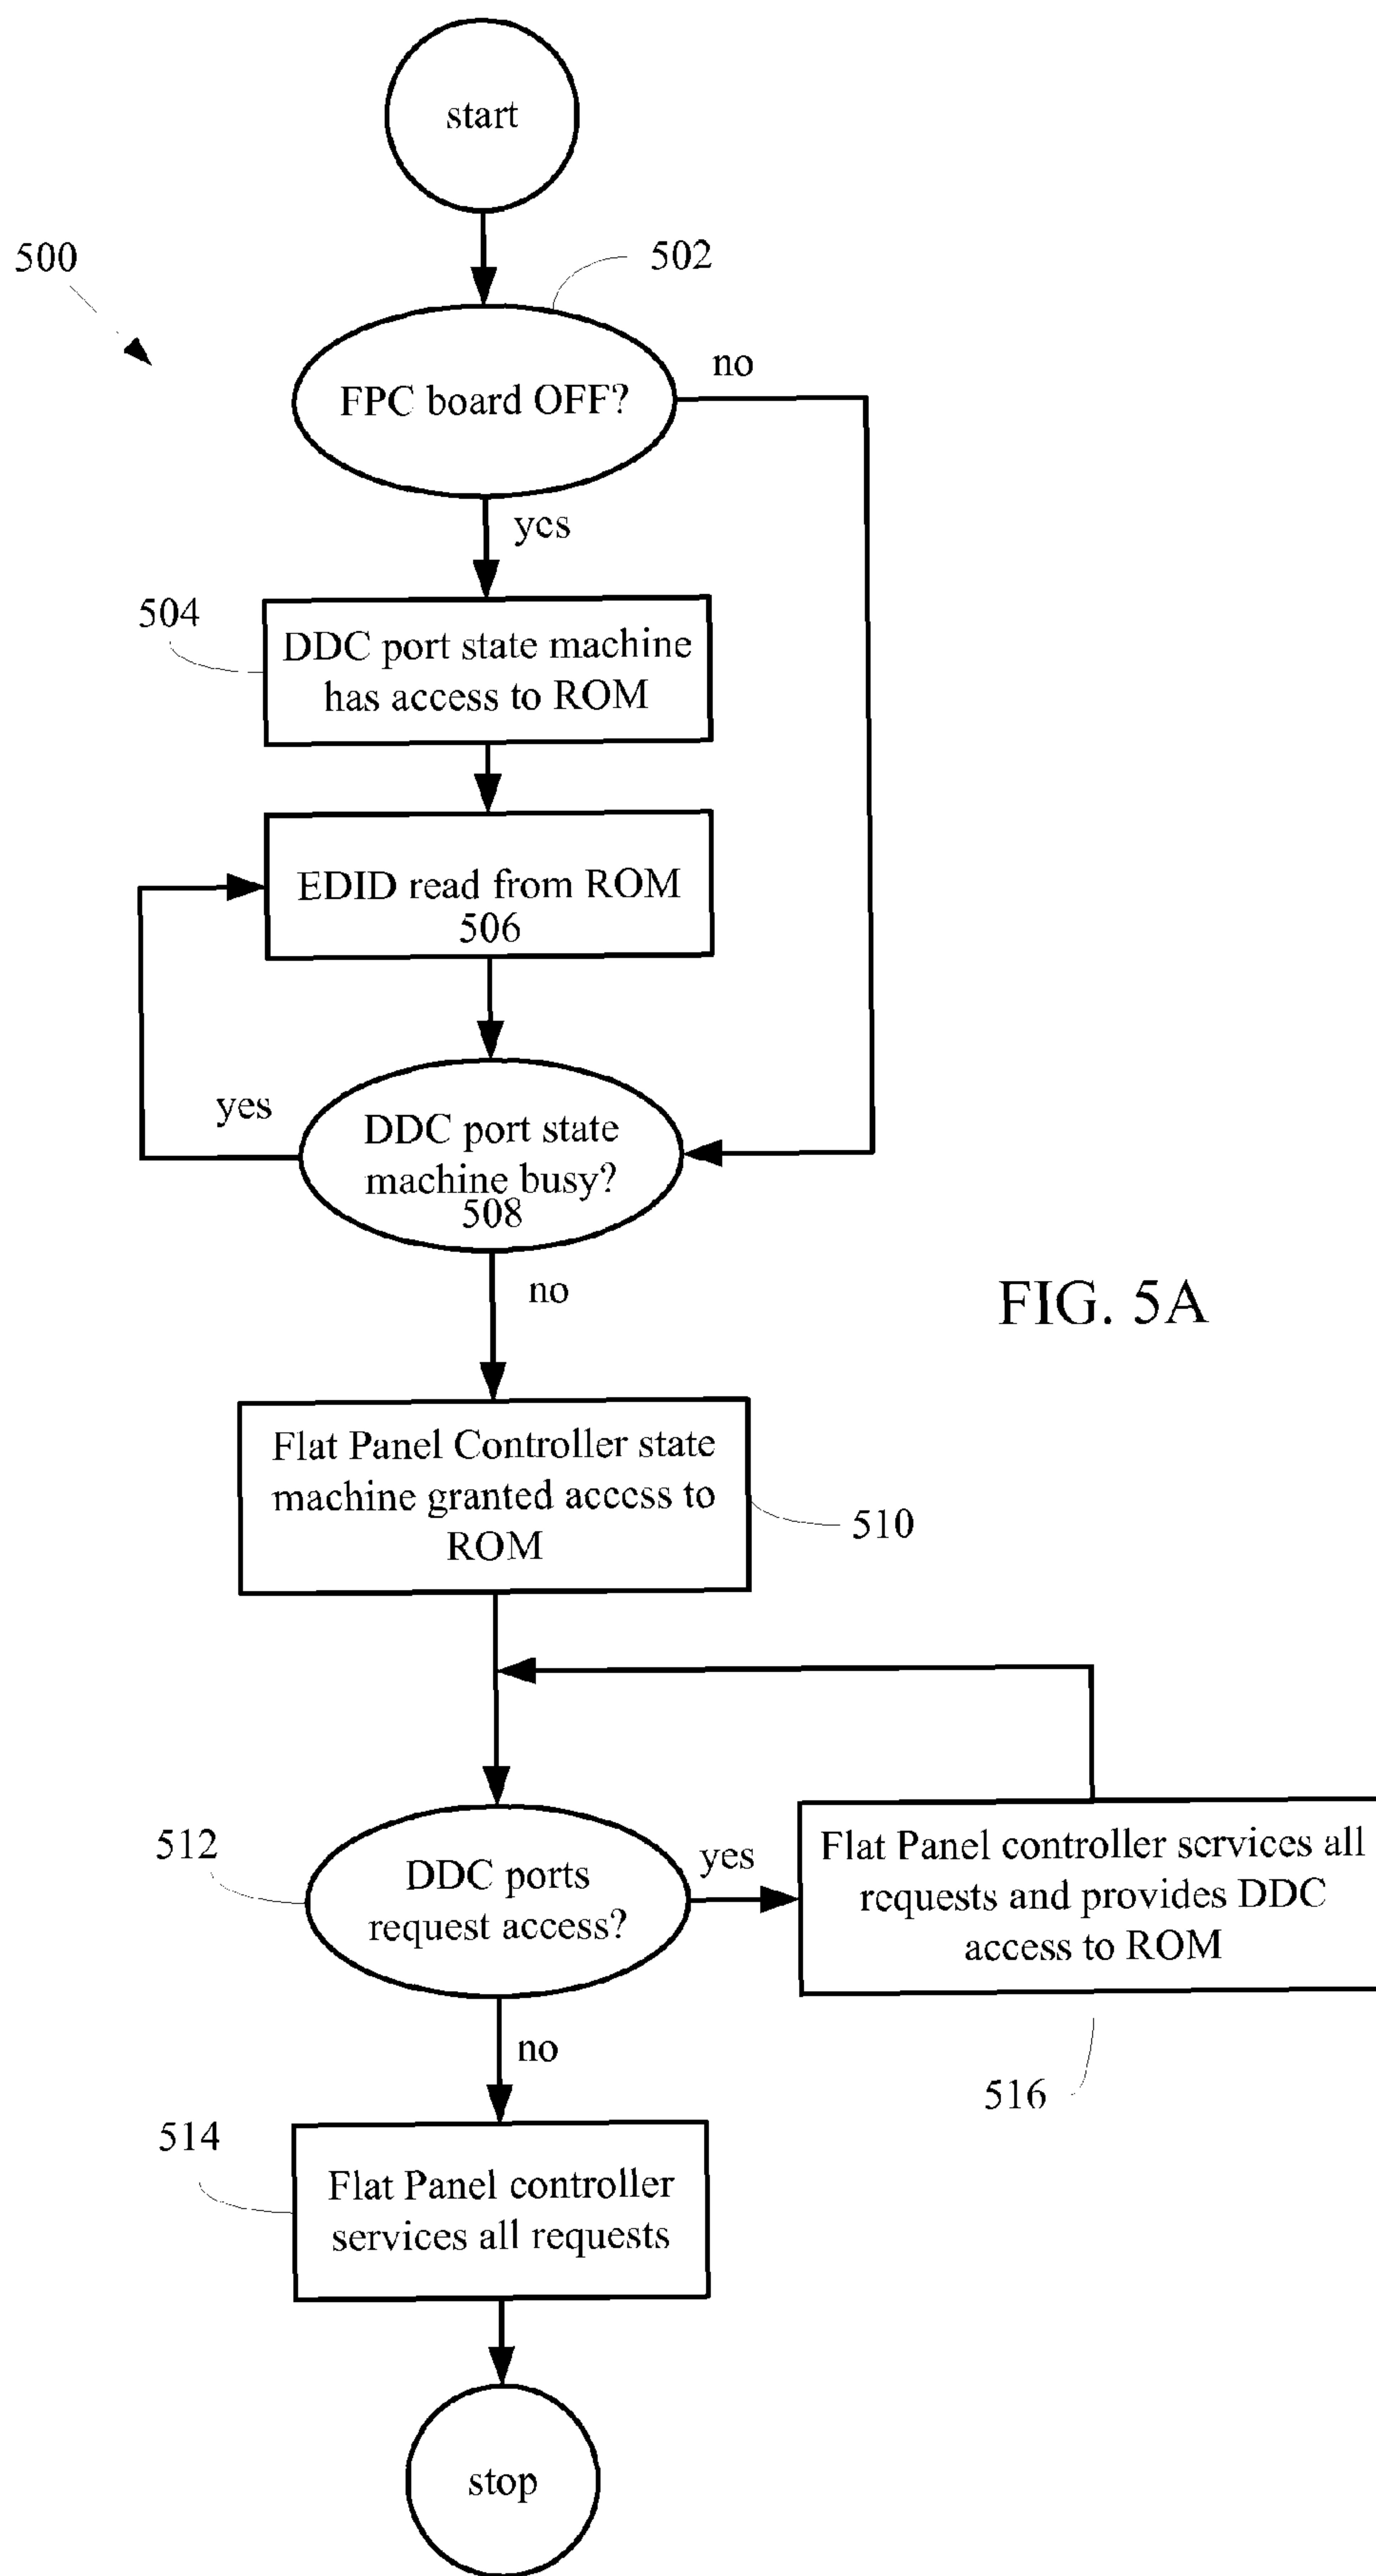 start
500
502
FPC board OFF?
no
yes
504
DDC port state machine
has access to ROM
EDID read from ROM
506
yes
DDC port state
machine busy?
508
no
FIG. 5A
Flat Panel Controller state
machine granted access to
ROM
510
512
DDC ports
request access?
yes
Flat Panel controller services all
requests and provides DDC
access to ROM
no
516
514
Flat Panel controller
services all requests
stop